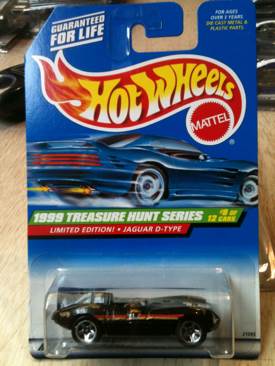 GUARANTEED
FOR LIFE
FOR AGES
OVER 3 YEARS
DIE CAST METAL &
PLASTIC PARTS
Hot Wheels
MATTEL
1999 TREASURE HUNT SERIES
#8 OF
12 CARS
LIMITED EDITION! • JAGUAR D-TYPE